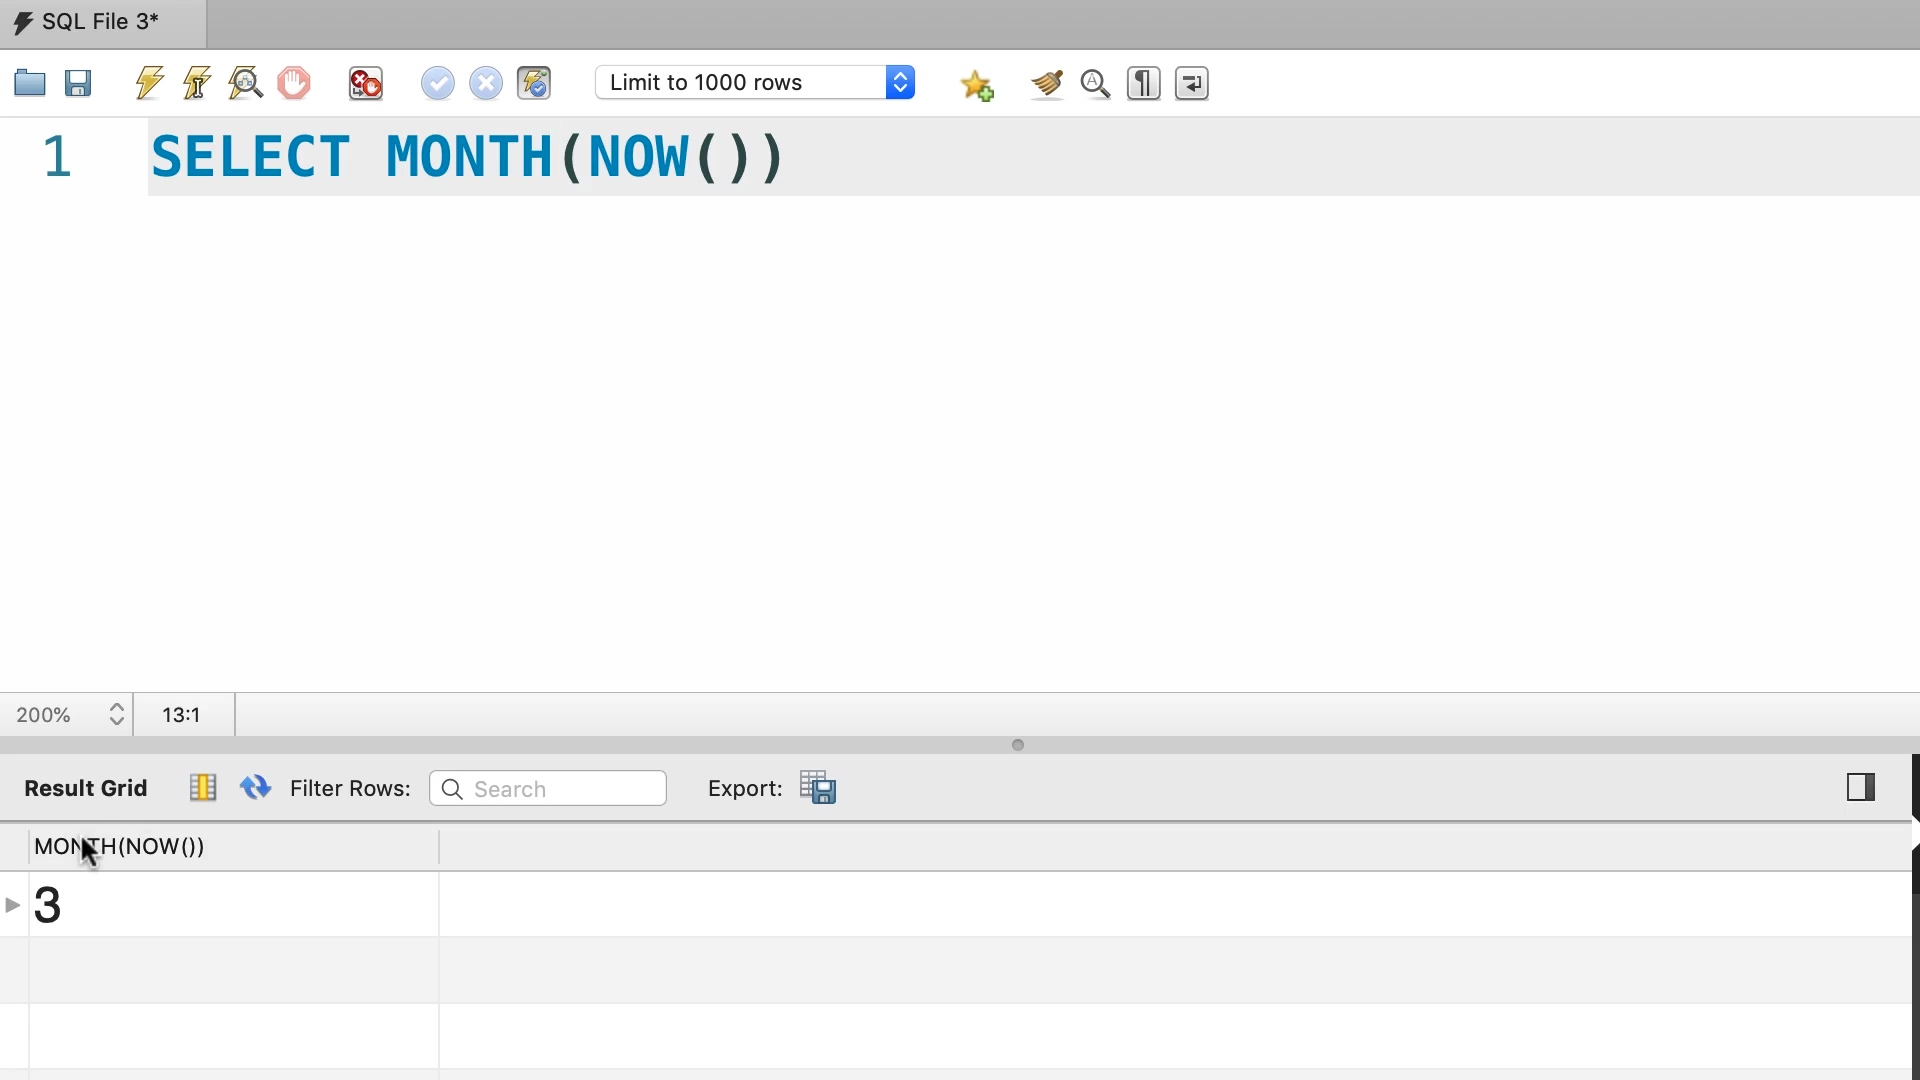 SQL File 3*
Limit to 1000 rows
1 SELECT MONTH(NOW())
200% 13:1
Result Grid Filter Rows: Search Export:
MONTH(NOW())
3